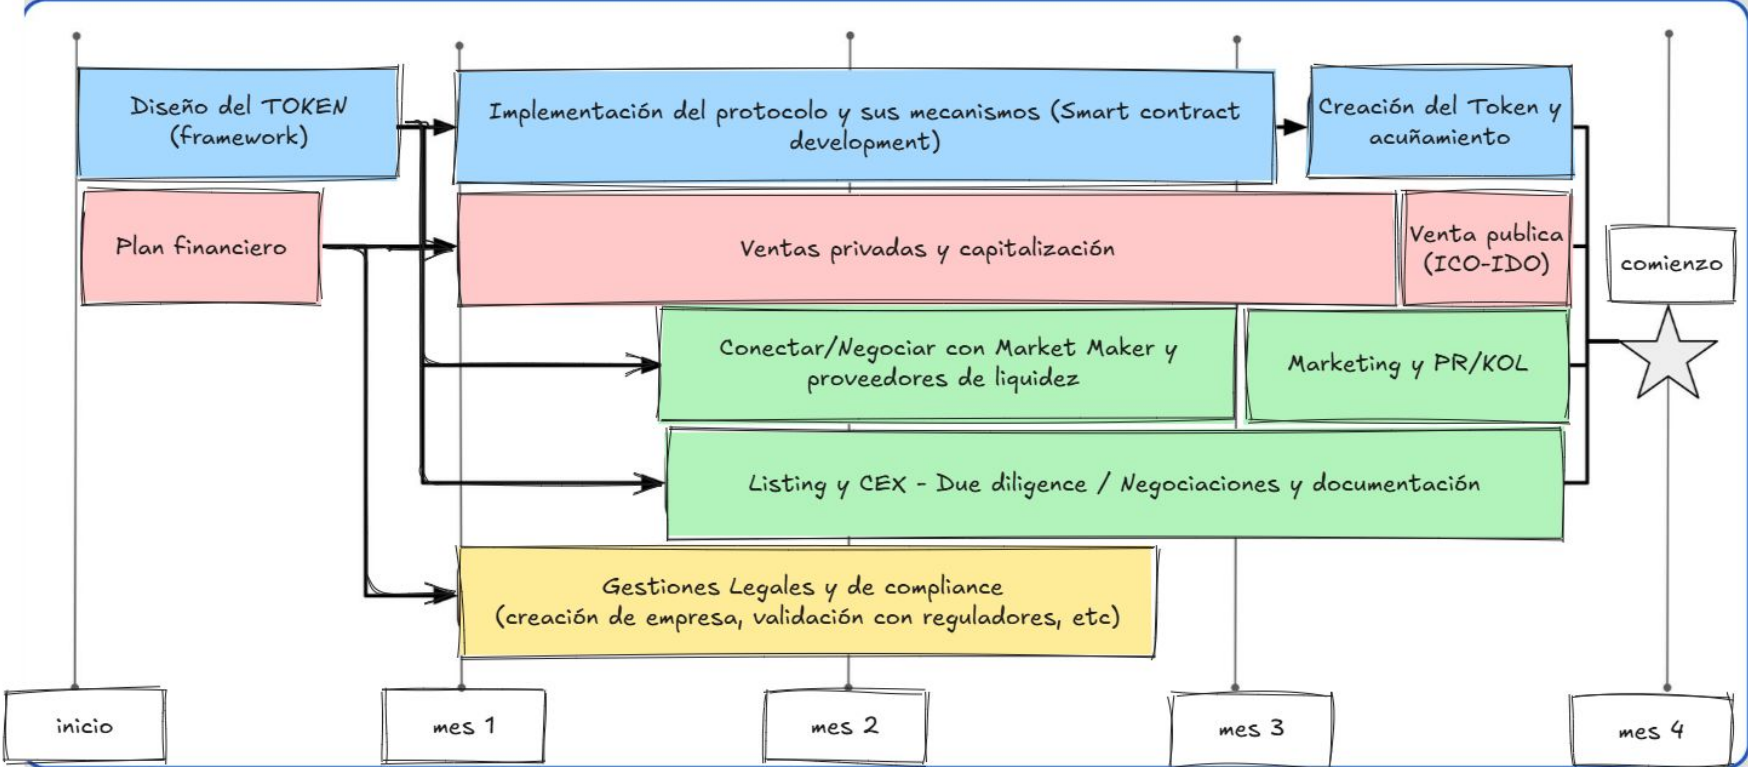 Diseño del TOKEN
(framework)
Implementación del protocolo y sus mecanismos (Smart contract
development)
Creación del Token y
acuñamiento
Plan financiero
Ventas privadas y capitalización
Venta publica
(ICO-IDO)
comienzo
Conectar/Negociar con Market Maker y
proveedores de liquidez
Marketing y PR/KOL
Listing y CEX - Due diligence / Negociaciones y documentación
Gestiones Legales y de compliance
(creación de empresa, validación con reguladores, etc)
inicio
mes 1
mes 2
mes 3
mes 4